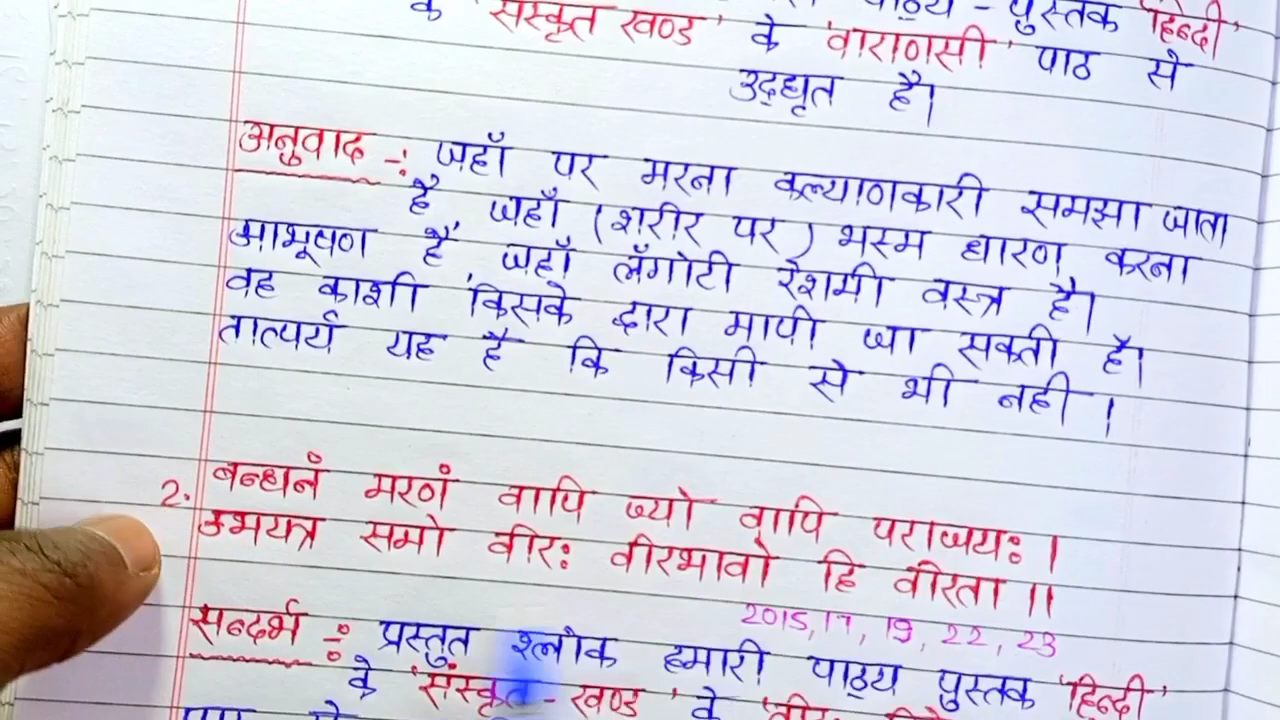 पाठ्य - पुस्तक 'हिन्दी'
के 'संस्कृत खण्ड' के 'वाराणसी' पाठ से
उद्धृत है।
अनुवाद -: जहाँ पर मरना कल्याणकारी समझा जाता
है, जहाँ (शरीर पर) भस्म धारण करना
आभूषण है, जहाँ लँगोटी रेशमी वस्त्र है।
वह काशी किसके द्वारा मापी जा सकती है।
तात्पर्य यह है कि किसी से भी नही।
2. बन्धनं मरणं वापि ज्यो वापि पराजयः।
उभयत्र समो वीरः वीरभावो हि वीरता॥
2015, 17, 19, 22, 23
सन्दर्भ -: प्रस्तुत श्लोक हमारी पाठ्य पुस्तक 'हिन्दी'
के 'संस्कृत - खण्ड' के